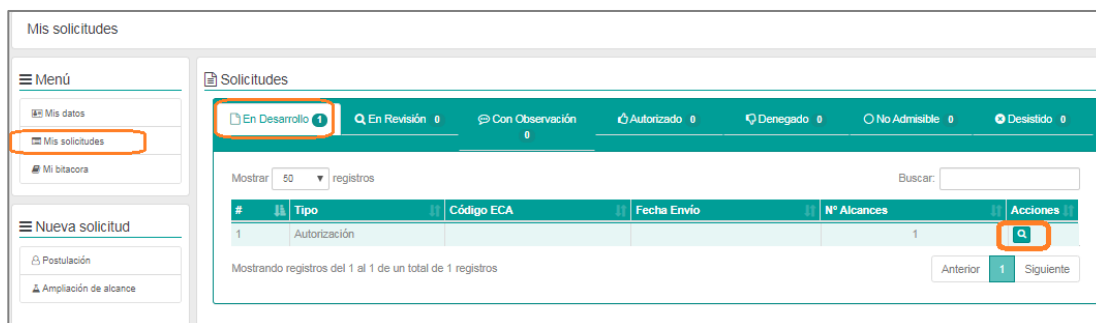 Mis solicitudes
Menú
Mis datos
Mis solicitudes
Mi bitacora
Nueva solicitud
Postulación
Ampliación de alcance
Solicitudes
En Desarrollo 1 En Revisión 0 Con Observación 0 Autorizado 0 Denegado 0 No Admisible 0 Desistido 0
Mostrar 50 registros Buscar:
# Tipo Código ECA Fecha Envío Nº Alcances Acciones
1 Autorización 1
Mostrando registros del 1 al 1 de un total de 1 registros Anterior 1 Siguiente